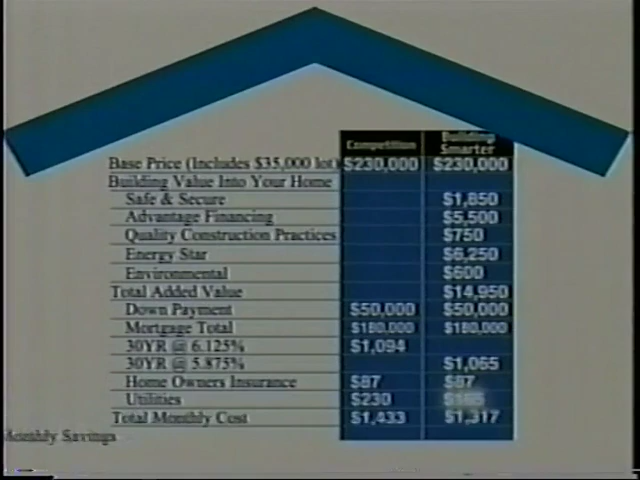 Building
Competition Smarter
Base Price (Includes $35,000 lot) $230,000 $230,000
Building Value Into Your Home
Safe & Secure $1,850
Advantage Financing $5,500
Quality Construction Practices $750
Energy Star $6,250
Environmental $600
Total Added Value $14,950
Down Payment $50,000 $50,000
Mortgage Total $180,000 $180,000
30YR @ 6.125% $1,094
30YR @ 5.875% $1,065
Home Owners Insurance $87 $87
Utilities $230
Total Monthly Cost $1,433 $1,317
Monthly Savings